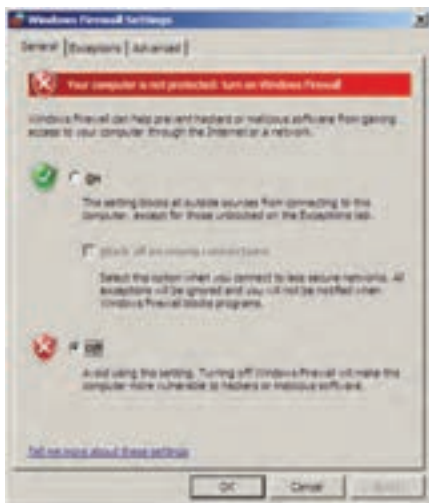 Windows Firewall Settings
General Exceptions Advanced
Your computer is not protected: turn on Windows Firewall
Windows Firewall can help prevent hackers or malicious software from gaining
access to your computer through the Internet or a network.
On
This setting blocks all outside sources from connecting to this
computer, except for those unblocked on the Exceptions tab.
Block all incoming connections
Select this option when you connect to less secure networks. All
exceptions will be ignored and you will not be notified when
Windows Firewall blocks programs.
Off
Avoid using this setting. Turning off Windows Firewall will make this
computer more vulnerable to hackers or malicious software.
Tell me more about these settings
OK Cancel